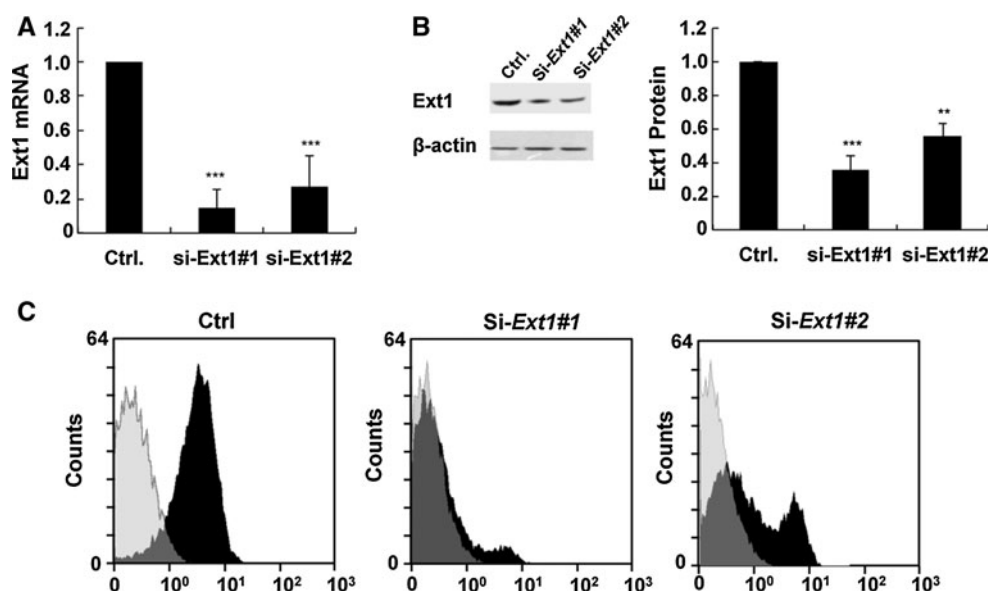 A
1.2
1.0
0.8
0.6
0.4
0.2
0
Ext1 mRNA
***
***
Ctrl.
si-Ext1#1
si-Ext1#2
B
Ctrl.
Si-Ext1#1
Si-Ext1#2
Ext1
β-actin
1.2
1.0
0.8
0.6
0.4
0.2
0
Ext1 Protein
***
**
Ctrl.
si-Ext1#1
si-Ext1#2
C
Ctrl
64
Counts
0
0 10⁰ 10¹ 10² 10³
Si-Ext1#1
64
Counts
0
0 10⁰ 10¹ 10² 10³
Si-Ext1#2
64
Counts
0
0 10⁰ 10¹ 10² 10³